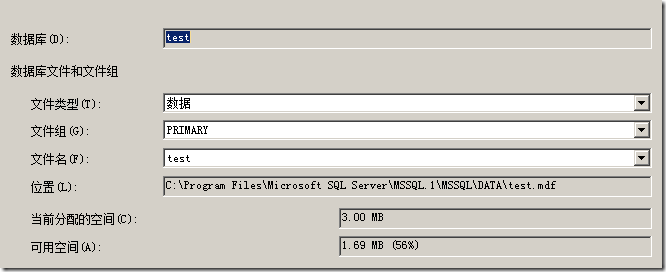 数据库(D): test
数据库文件和文件组
文件类型(T): 数据
文件组(G): PRIMARY
文件名(F): test
位置(L): C:\Program Files\Microsoft SQL Server\MSSQL.1\MSSQL\DATA\test.mdf
当前分配的空间(C): 3.00 MB
可用空间(A): 1.69 MB (56%)